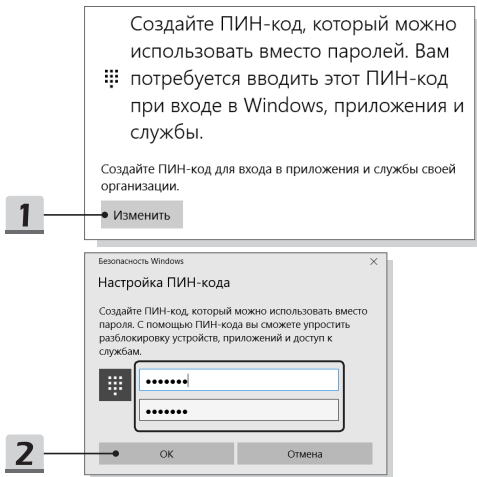 Создайте ПИН-код, который можно
использовать вместо паролей. Вам
потребуется вводить этот ПИН-код
при входе в Windows, приложения и
службы.
Создайте ПИН-код для входа в приложения и службы своей
организации.
1
Изменить
Безопасность Windows
Настройка ПИН-кода
Создайте ПИН-код, который можно использовать вместо
пароля. С помощью ПИН-кода вы сможете упростить
разблокировку устройств, приложений и доступ к
службам.
•••••••
•••••••
2
ОК
Отмена